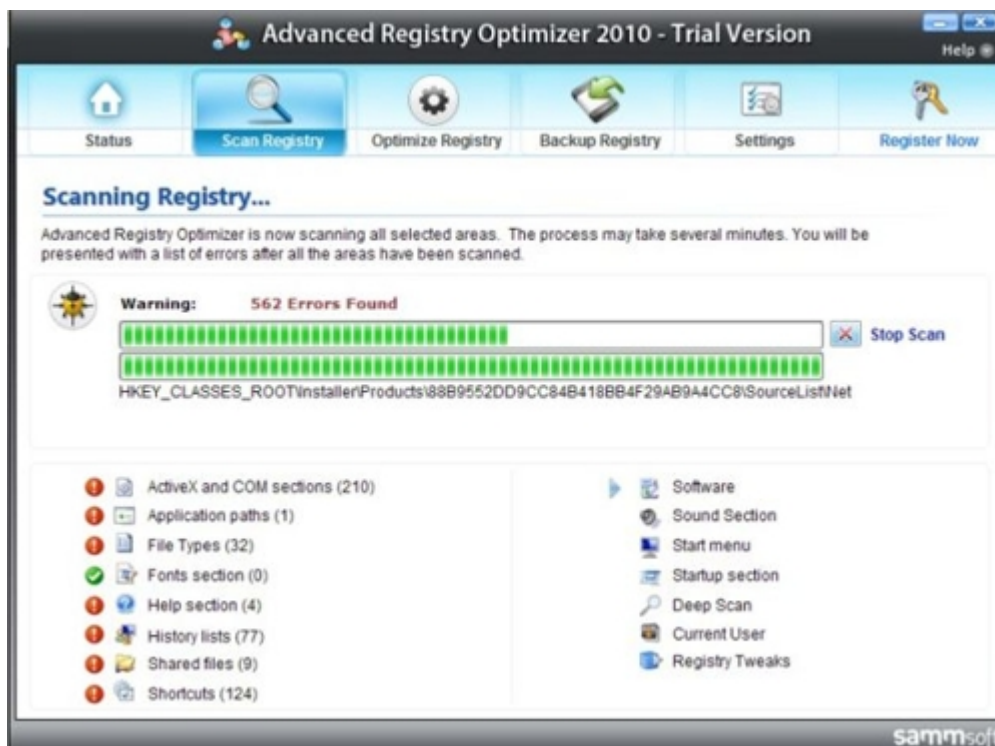 Advanced Registry Optimizer 2010 - Trial Version
Help
Status
Scan Registry
Optimize Registry
Backup Registry
Settings
Register Now
Scanning Registry...
Advanced Registry Optimizer is now scanning all selected areas. The process may take several minutes. You will be
presented with a list of errors after all the areas have been scanned.
Warning: 562 Errors Found
Stop Scan
HKEY_CLASSES_ROOT\Installer\Products\88B9552DD9CC84B418BB4F29AB9A4CC8\SourceList\Net
ActiveX and COM sections (210)
Application paths (1)
File Types (32)
Fonts section (0)
Help section (4)
History lists (77)
Shared files (9)
Shortcuts (124)
Software
Sound Section
Start menu
Startup section
Deep Scan
Current User
Registry Tweaks
sammsoft